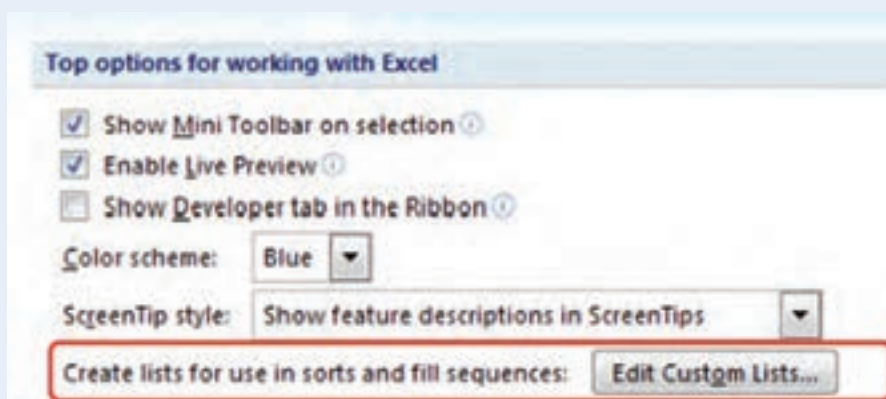 Top options for working with Excel
Show Mini Toolbar on selection
Enable Live Preview
Show Developer tab in the Ribbon
Color scheme: Blue
ScreenTip style: Show feature descriptions in ScreenTips
Create lists for use in sorts and fill sequences: Edit Custom Lists...